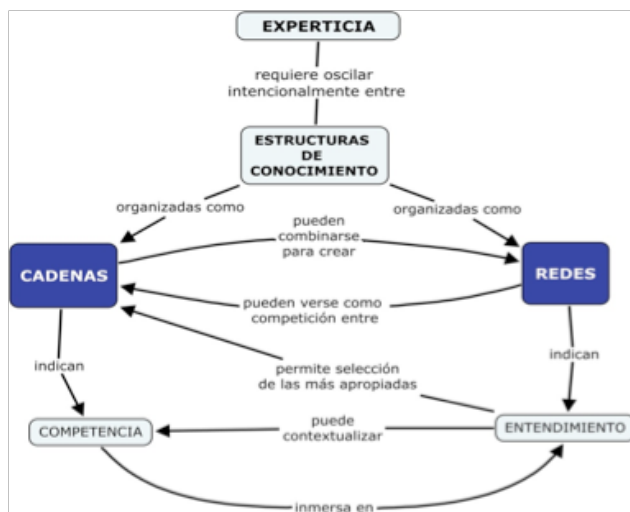 EXPERTICIA
requiere oscilar
intencionalmente entre
ESTRUCTURAS
DE
CONOCIMIENTO
organizadas como
organizadas como
pueden
combinarse
para crear
CADENAS
REDES
pueden verse como
competición entre
indican
indican
permite selección
de las más apropiadas
COMPETENCIA
puede
contextualizar
ENTENDIMIENTO
inmersa en